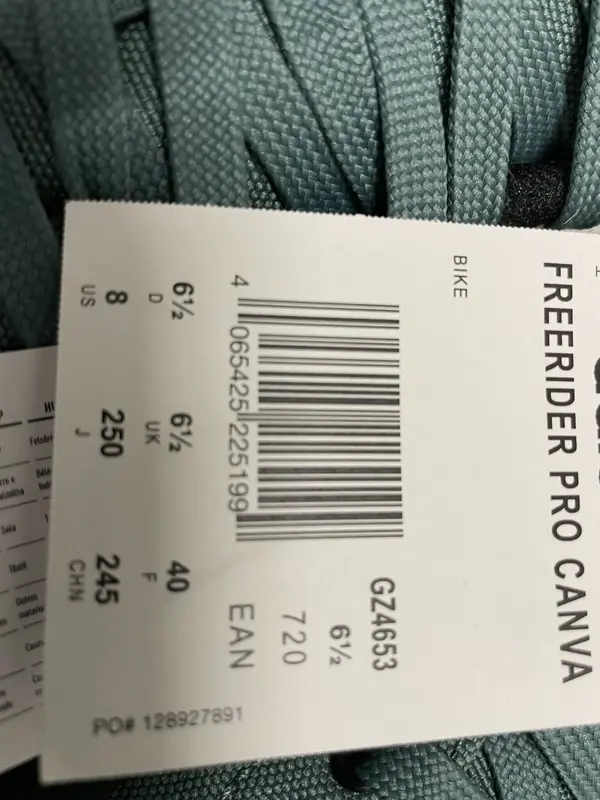 FREERIDER PRO CANVA
BIKE
GZ4653
6½
720
EAN
4 065425 225199
6½ 6½ 40
D UK F
8 250 245
US J CHN
PO# 128927891